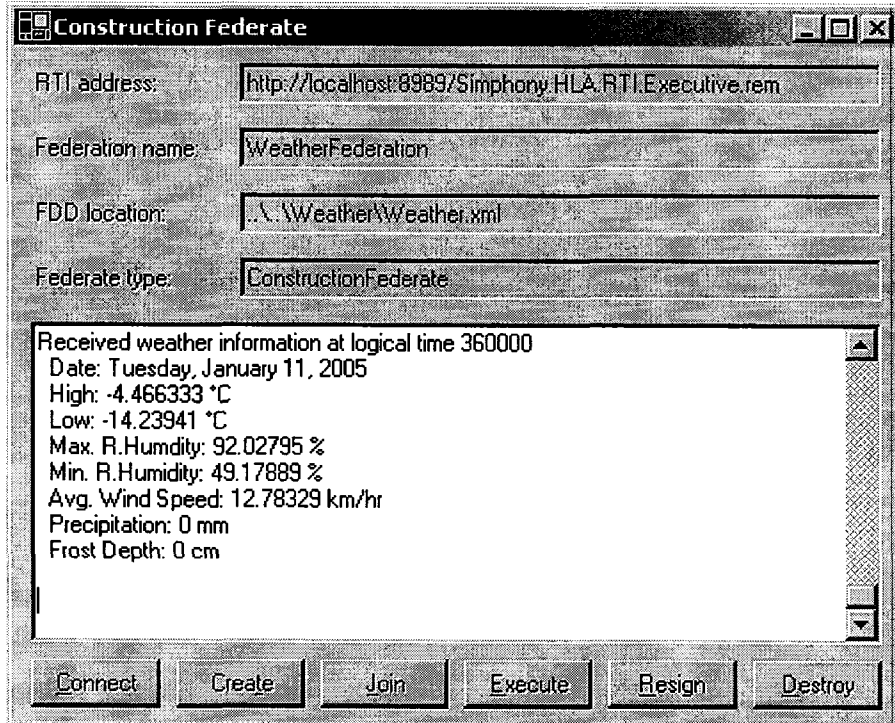 Construction Federate
RTI address: http://localhost:8989/Simphony.HLA.RTI.Executive.rem
Federation name: WeatherFederation
FDD location: ..\..\Weather\Weather.xml
Federate type: ConstructionFederate
Received weather information at logical time 360000
Date: Tuesday, January 11, 2005
High: -4.466333 °C
Low: -14.23941 °C
Max. R.Humdity: 92.02795 %
Min. R.Humidity: 49.17889 %
Avg. Wind Speed: 12.78329 km/hr
Precipitation: 0 mm
Frost Depth: 0 cm
Connect Create Join Execute Resign Destroy